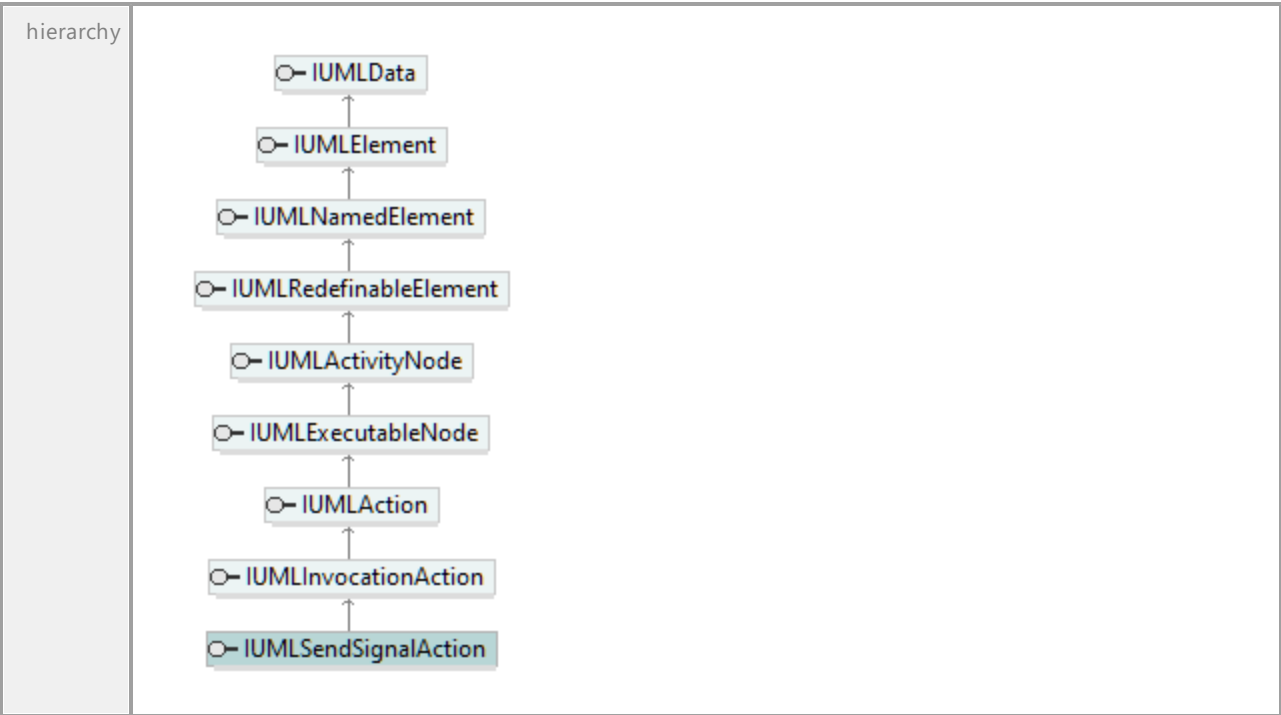 hierarchy
IUMLData
IUMLElement
IUMLNamedElement
IUMLRedefinableElement
IUMLActivityNode
IUMLExecutableNode
IUMLAction
IUMLInvocationAction
IUMLSendSignalAction